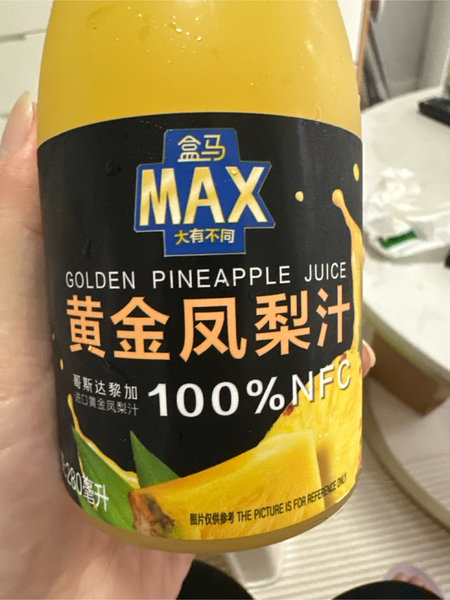 盒马
MAX
大有不同
GOLDEN PINEAPPLE JUICE
黄金凤梨汁
哥斯达黎加
进口黄金凤梨汁
100%NFC
280毫升
图片仅供参考 THE PICTURE IS FOR REFERENCE ONLY